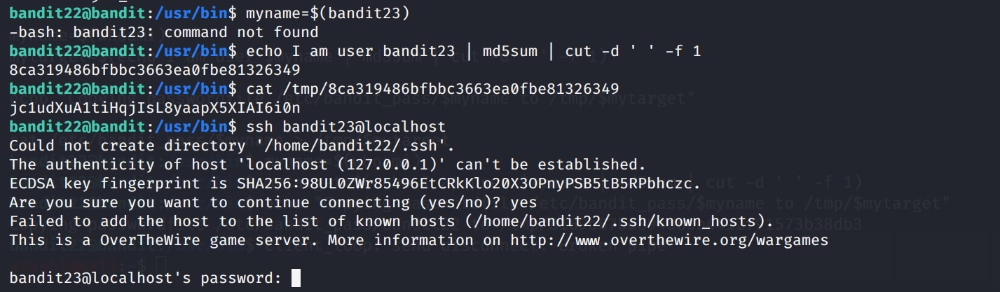 bandit22@bandit:/usr/bin$ myname=$(bandit23)
-bash: bandit23: command not found
bandit22@bandit:/usr/bin$ echo I am user bandit23 | md5sum | cut -d ' ' -f 1
8ca319486bfbbc3663ea0fbe81326349
bandit22@bandit:/usr/bin$ cat /tmp/8ca319486bfbbc3663ea0fbe81326349
jc1udXuA1tiHqjIsL8yaapX5XIAI6i0n
bandit22@bandit:/usr/bin$ ssh bandit23@localhost
Could not create directory '/home/bandit22/.ssh'.
The authenticity of host 'localhost (127.0.0.1)' can't be established.
ECDSA key fingerprint is SHA256:98UL0ZWr85496EtCRkKlo20X3OPnyPSB5tB5RPbhczc.
Are you sure you want to continue connecting (yes/no)? yes
Failed to add the host to the list of known hosts (/home/bandit22/.ssh/known_hosts).
This is a OverTheWire game server. More information on http://www.overthewire.org/wargames
bandit23@localhost's password: